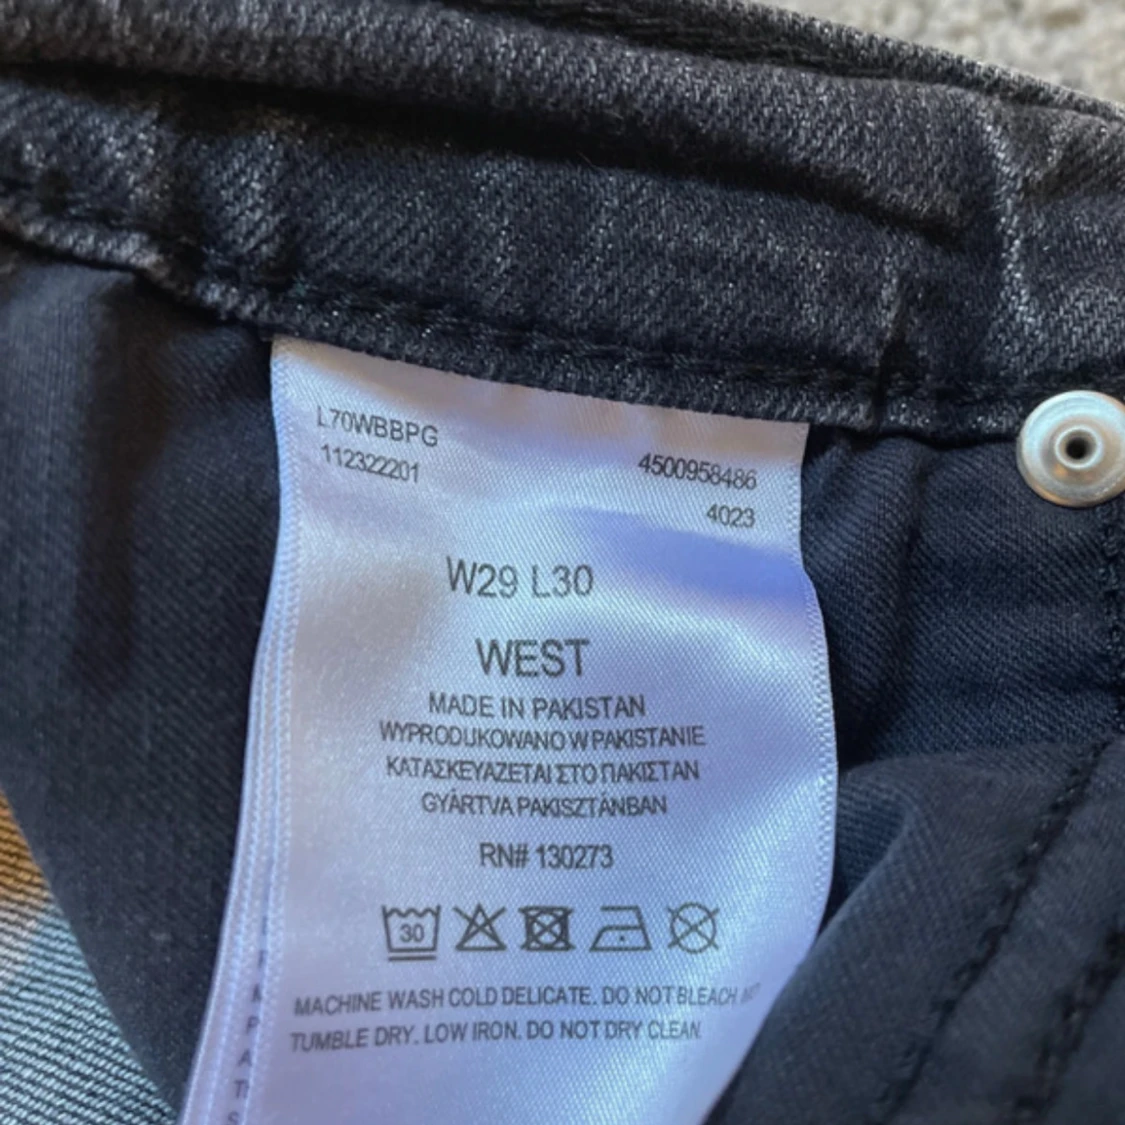 L70WBBPG
112322201
4500958486
4023
W29 L30
WEST
MADE IN PAKISTAN
WYPRODUKOWANO W PAKISTANIE
ΚΑΤΑΣΚΕΥΑΖΕΤΑΙ ΣΤΟ ΠΑΚΙΣΤΑΝ
GYÁRTVA PAKISZTÁNBAN
RN# 130273
30
MACHINE WASH COLD DELICATE. DO NOT BLEACH
TUMBLE DRY. LOW IRON. DO NOT DRY CLEAN.